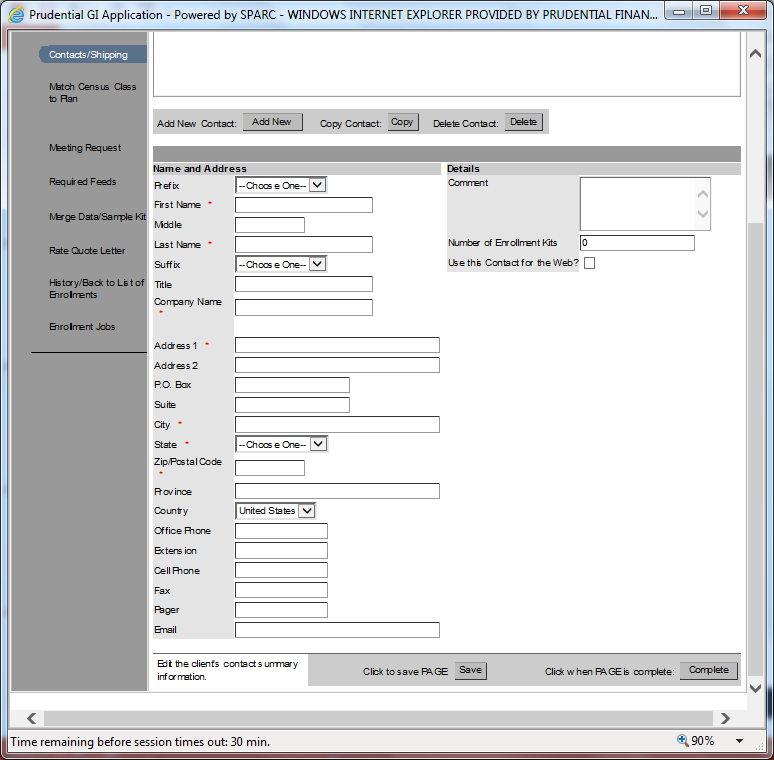 Prudential GI Application - Powered by SPARC - WINDOWS INTERNET EXPLORER PROVIDED BY PRUDENTIAL FINAN...
Contacts/Shipping
Match Census Class
to Plan
Meeting Request
Required Feeds
Merge Data/Sample Kit
Rate Quote Letter
History/Back to List of
Enrollments
Enrollment Jobs
Add New Contact: Add New Copy Contact: Copy Delete Contact: Delete
Name and Address
Prefix --Choose One--
First Name *
Middle
Last Name *
Suffix --Choose One--
Title
Company Name
*
Address 1 *
Address 2
P.O. Box
Suite
City *
State * --Choose One--
Zip/Postal Code
*
Province
Country United States
Office Phone
Extension
Cell Phone
Fax
Pager
Email
Details
Comment
Number of Enrollment Kits 0
Use this Contact for the Web?
Edit the client's contact summary
information.
Click to save PAGE Save Click when PAGE is complete: Complete
Time remaining before session times out: 30 min. 90%